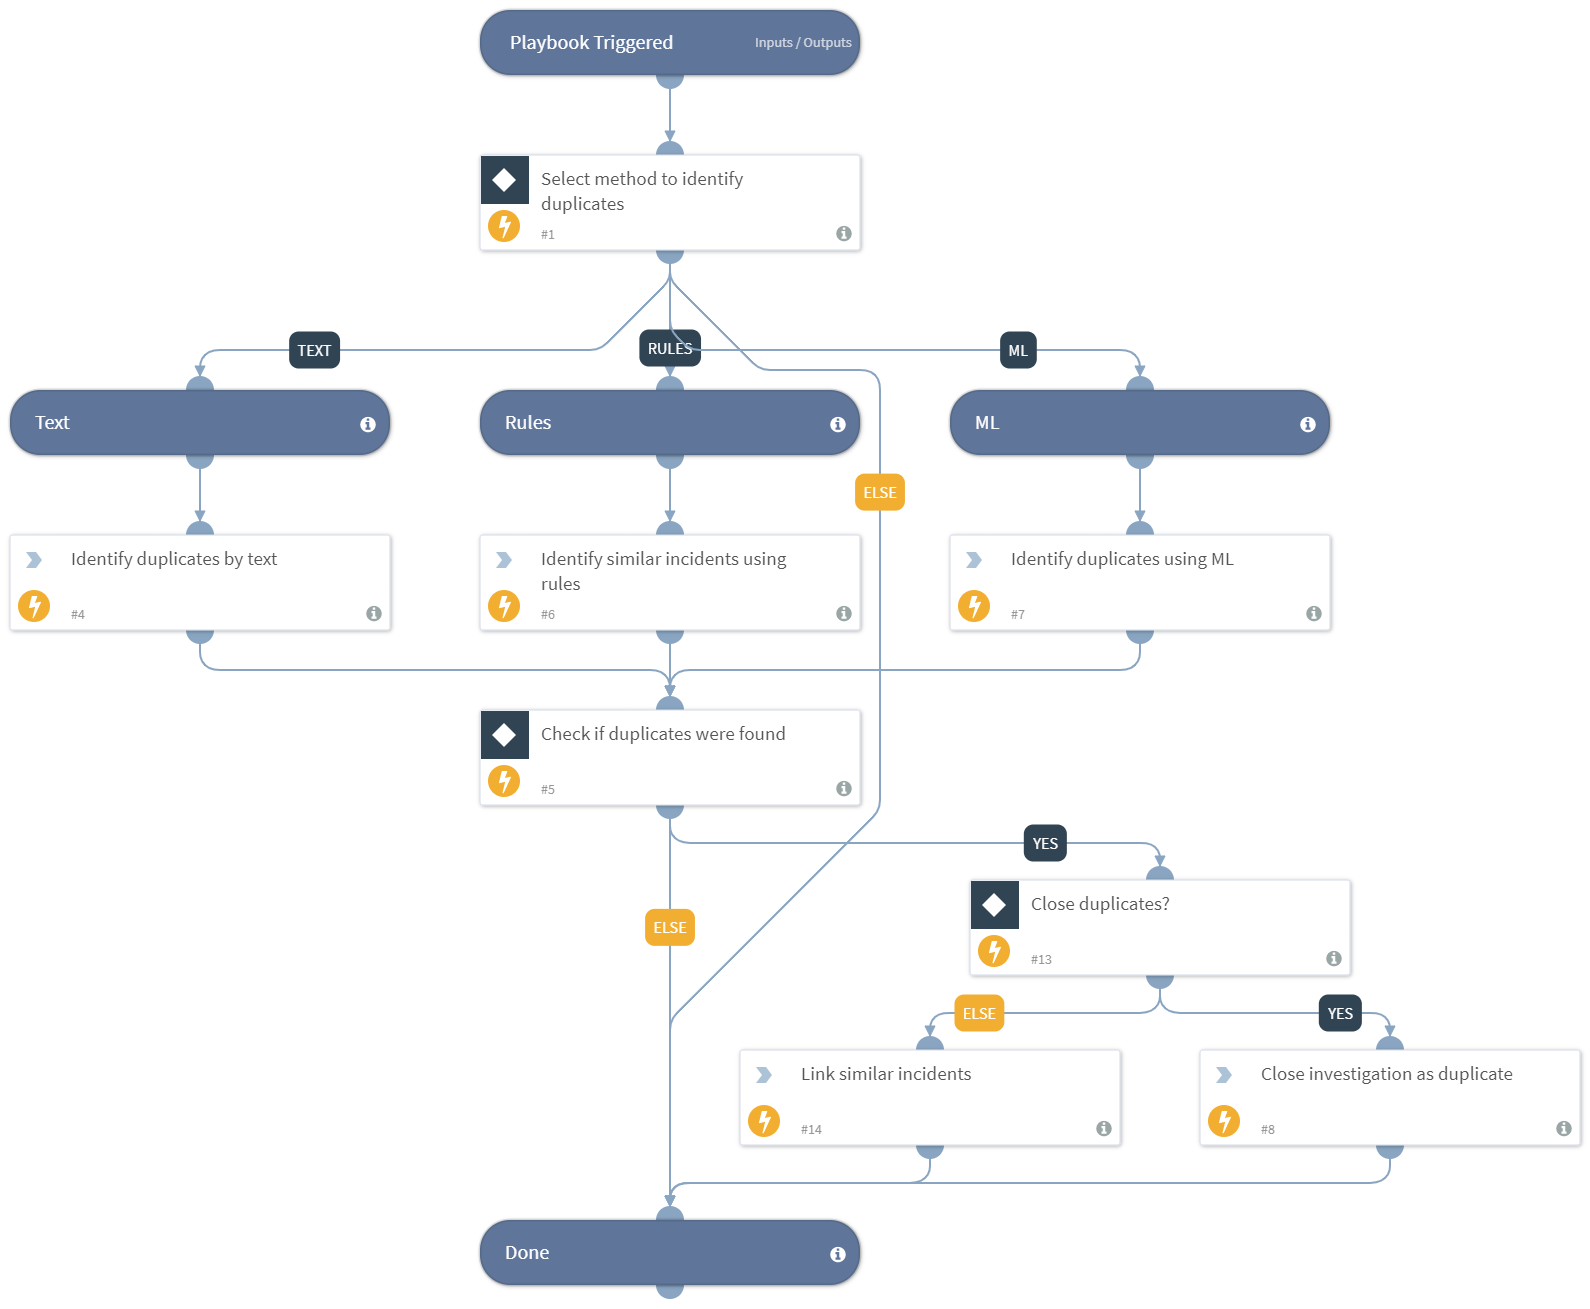 Playbook Triggered
Inputs / Outputs
Select method to identify
duplicates
#1
TEXT
RULES
ML
Text
Rules
ML
ELSE
Identify duplicates by text
#4
Identify similar incidents using
rules
#6
Identify duplicates using ML
#7
Check if duplicates were found
#5
YES
ELSE
Close duplicates?
#13
ELSE
YES
Link similar incidents
#14
Close investigation as duplicate
#8
Done